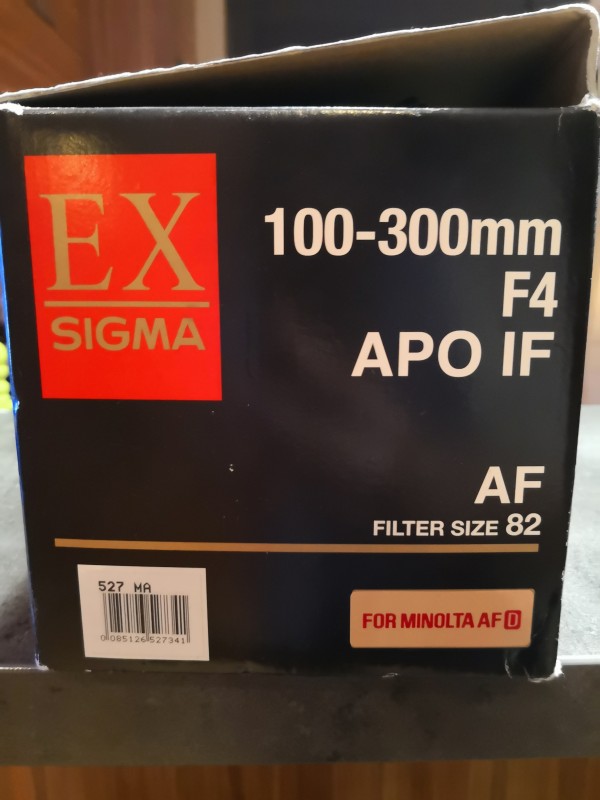 EX
SIGMA
100-300mm
F4
APO IF
AF
FILTER SIZE 82
527 MA
0 085126 527341
FOR MINOLTA AF D